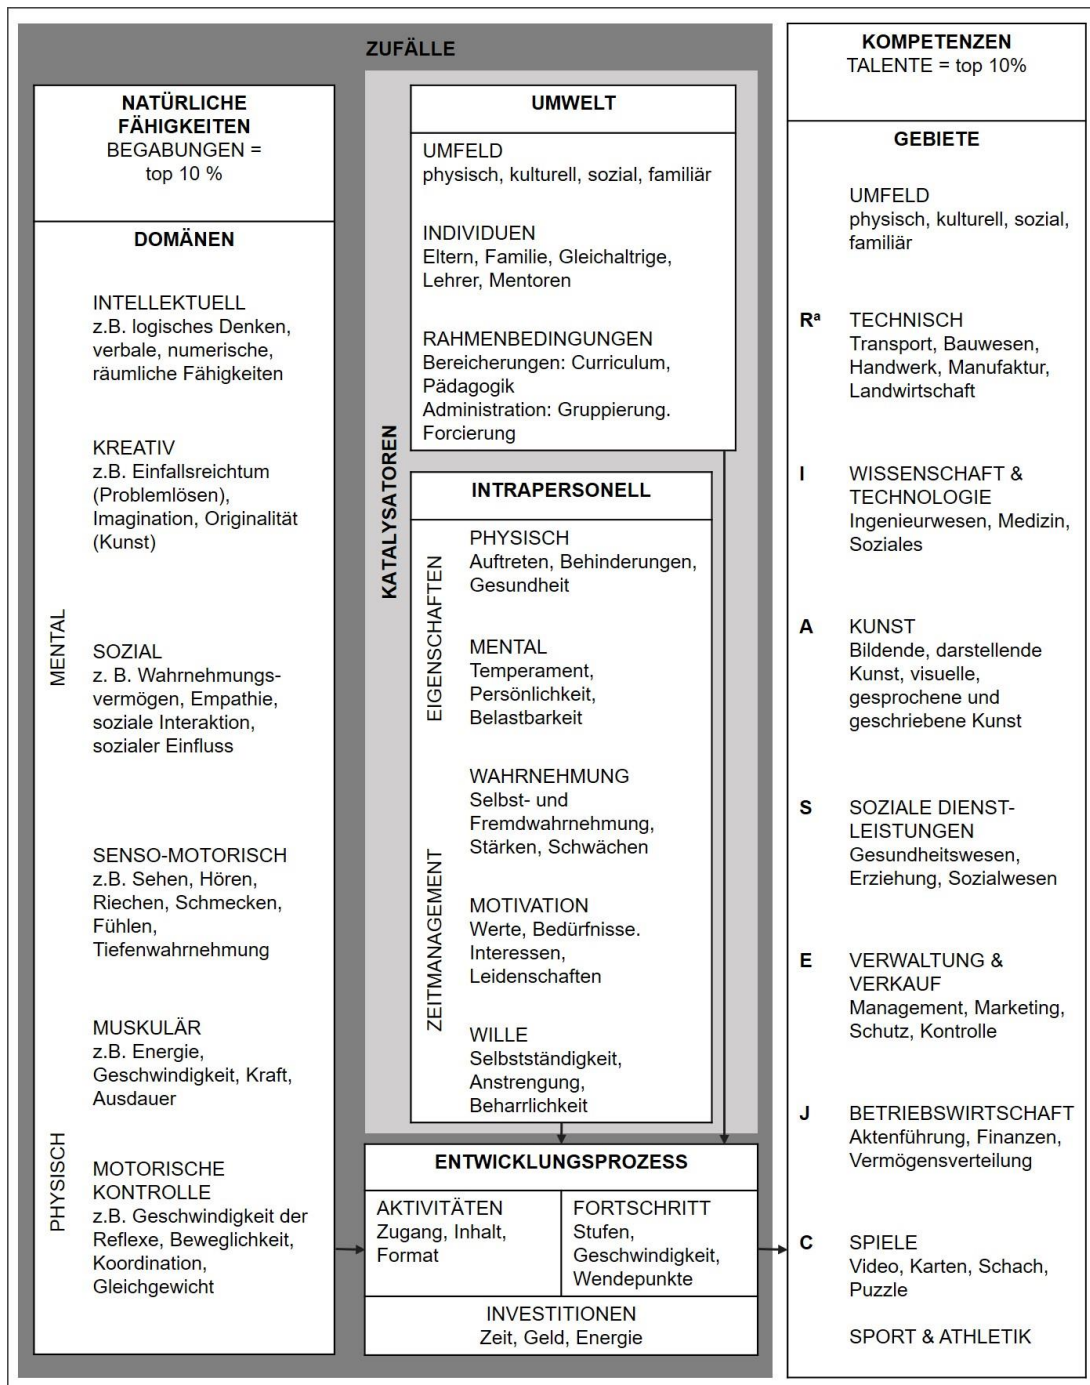 ZUFÄLLE
NATÜRLICHE
FÄHIGKEITEN
BEGABUNGEN =
top 10 %
DOMÄNEN
MENTAL
INTELLEKTUELL
z.B. logisches Denken,
verbale, numerische,
räumliche Fähigkeiten
KREATIV
z.B. Einfallsreichtum
(Problemlösen),
Imagination, Originalität
(Kunst)
SOZIAL
z. B. Wahrnehmungs-
vermögen, Empathie,
soziale Interaktion,
sozialer Einfluss
PHYSISCH
SENSO-MOTORISCH
z.B. Sehen, Hören,
Riechen, Schmecken,
Fühlen,
Tiefenwahrnehmung
MUSKULÄR
z.B. Energie,
Geschwindigkeit, Kraft,
Ausdauer
MOTORISCHE
KONTROLLE
z.B. Geschwindigkeit der
Reflexe, Beweglichkeit,
Koordination,
Gleichgewicht
KATALYSATOREN
UMWELT
UMFELD
physisch, kulturell, sozial, familiär
INDIVIDUEN
Eltern, Familie, Gleichaltrige,
Lehrer, Mentoren
RAHMENBEDINGUNGEN
Bereicherungen: Curriculum,
Pädagogik
Administration: Gruppierung.
Forcierung
INTRAPERSONELL
EIGENSCHAFTEN
PHYSISCH
Auftreten, Behinderungen,
Gesundheit
MENTAL
Temperament,
Persönlichkeit,
Belastbarkeit
ZEITMANAGEMENT
WAHRNEHMUNG
Selbst- und
Fremdwahrnehmung,
Stärken, Schwächen
MOTIVATION
Werte, Bedürfnisse.
Interessen,
Leidenschaften
WILLE
Selbstständigkeit,
Anstrengung,
Beharrlichkeit
ENTWICKLUNGSPROZESS
AKTIVITÄTEN
Zugang, Inhalt,
Format
FORTSCHRITT
Stufen,
Geschwindigkeit,
Wendepunkte
INVESTITIONEN
Zeit, Geld, Energie
KOMPETENZEN
TALENTE = top 10%
GEBIETE
UMFELD
physisch, kulturell, sozial,
familiär
Rª TECHNISCH
Transport, Bauwesen,
Handwerk, Manufaktur,
Landwirtschaft
I WISSENSCHAFT &
TECHNOLOGIE
Ingenieurwesen, Medizin,
Soziales
A KUNST
Bildende, darstellende
Kunst, visuelle,
gesprochene und
geschriebene Kunst
S SOZIALE DIENST-
LEISTUNGEN
Gesundheitswesen,
Erziehung, Sozialwesen
E VERWALTUNG &
VERKAUF
Management, Marketing,
Schutz, Kontrolle
J BETRIEBSWIRTSCHAFT
Aktenführung, Finanzen,
Vermögensverteilung
C SPIELE
Video, Karten, Schach,
Puzzle
SPORT & ATHLETIK